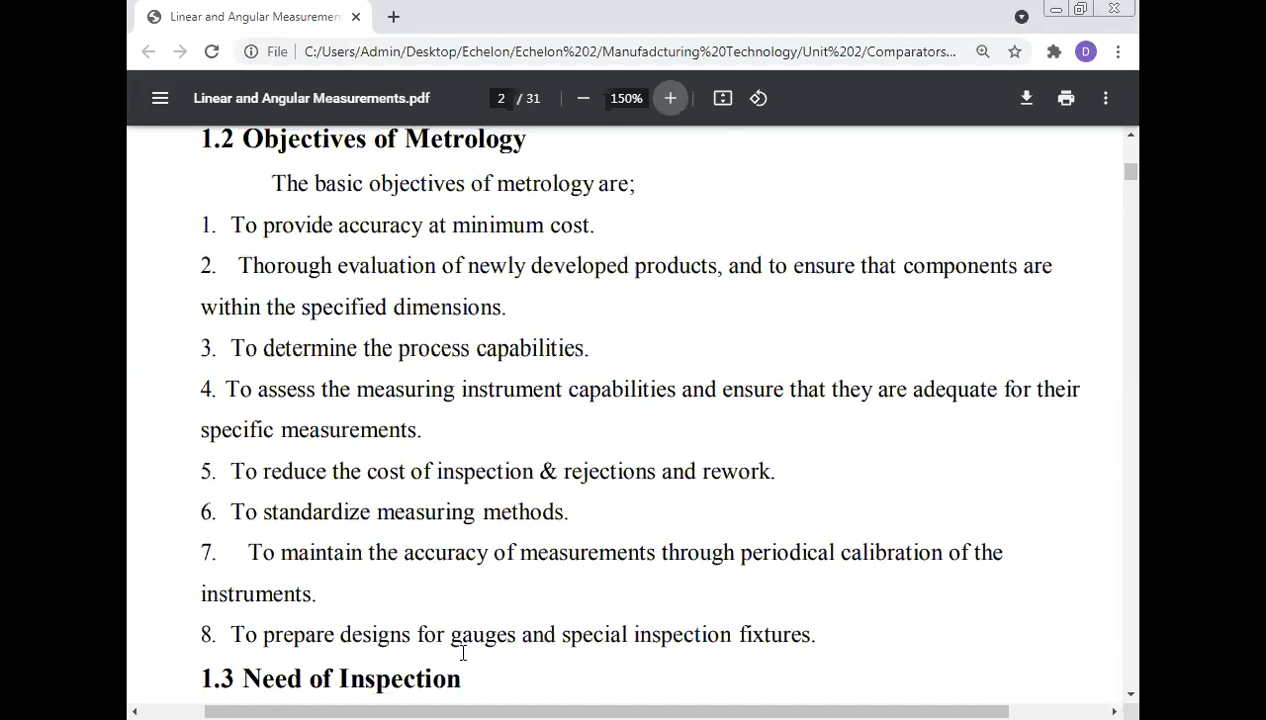 Linear and Angular Measuremen
File C:/Users/Admin/Desktop/Echelon/Echelon%202/Manufadcturing%20Technology/Unit%202/Comparators...
D
Linear and Angular Measurements.pdf 2 / 31 150%
1.2 Objectives of Metrology
The basic objectives of metrology are;
1. To provide accuracy at minimum cost.
2. Thorough evaluation of newly developed products, and to ensure that components are
within the specified dimensions.
3. To determine the process capabilities.
4. To assess the measuring instrument capabilities and ensure that they are adequate for their
specific measurements.
5. To reduce the cost of inspection & rejections and rework.
6. To standardize measuring methods.
7. To maintain the accuracy of measurements through periodical calibration of the
instruments.
8. To prepare designs for gauges and special inspection fixtures.
1.3 Need of Inspection